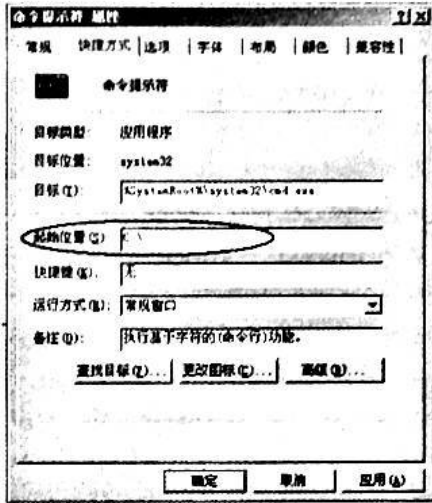 命令提示符 属性 ? X
常规 快捷方式 选项 字体 布局 颜色 兼容性
命令提示符
目标类型: 应用程序
目标位置: system32
目标(T): %SystemRoot%\system32\cmd.exe
起始位置(S): C:\
快捷键(K): 无
运行方式(R): 常规窗口
备注(O): 执行基于字符的(命令行)功能。
查找目标(F)... 更改图标(C)... 高级(D)...
确定 取消 应用(A)